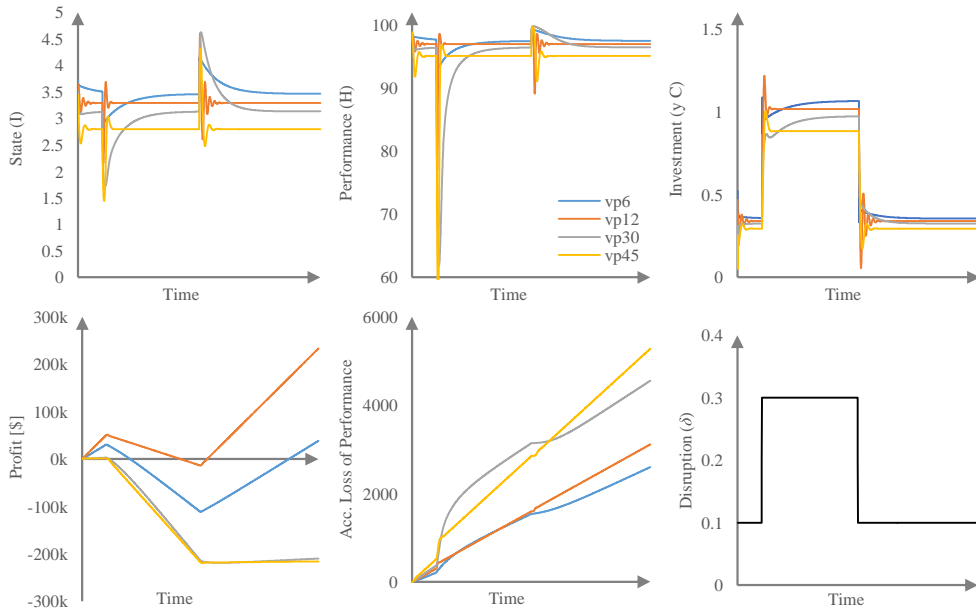 State (I)
5
4.5
4
3.5
3
2.5
2
1.5
1
0.5
0
Time
Performance (H)
100
90
80
70
60
vp6
vp12
vp30
vp45
Time
Investment (y C)
1.5
1
0.5
0
Time
Profit [$]
300k
200k
100k
0k
-100k
-200k
-300k
Time
Acc. Loss of Performance
6000
4000
2000
0
Time
Disruption (δ)
0.4
0.3
0.2
0.1
0
Time